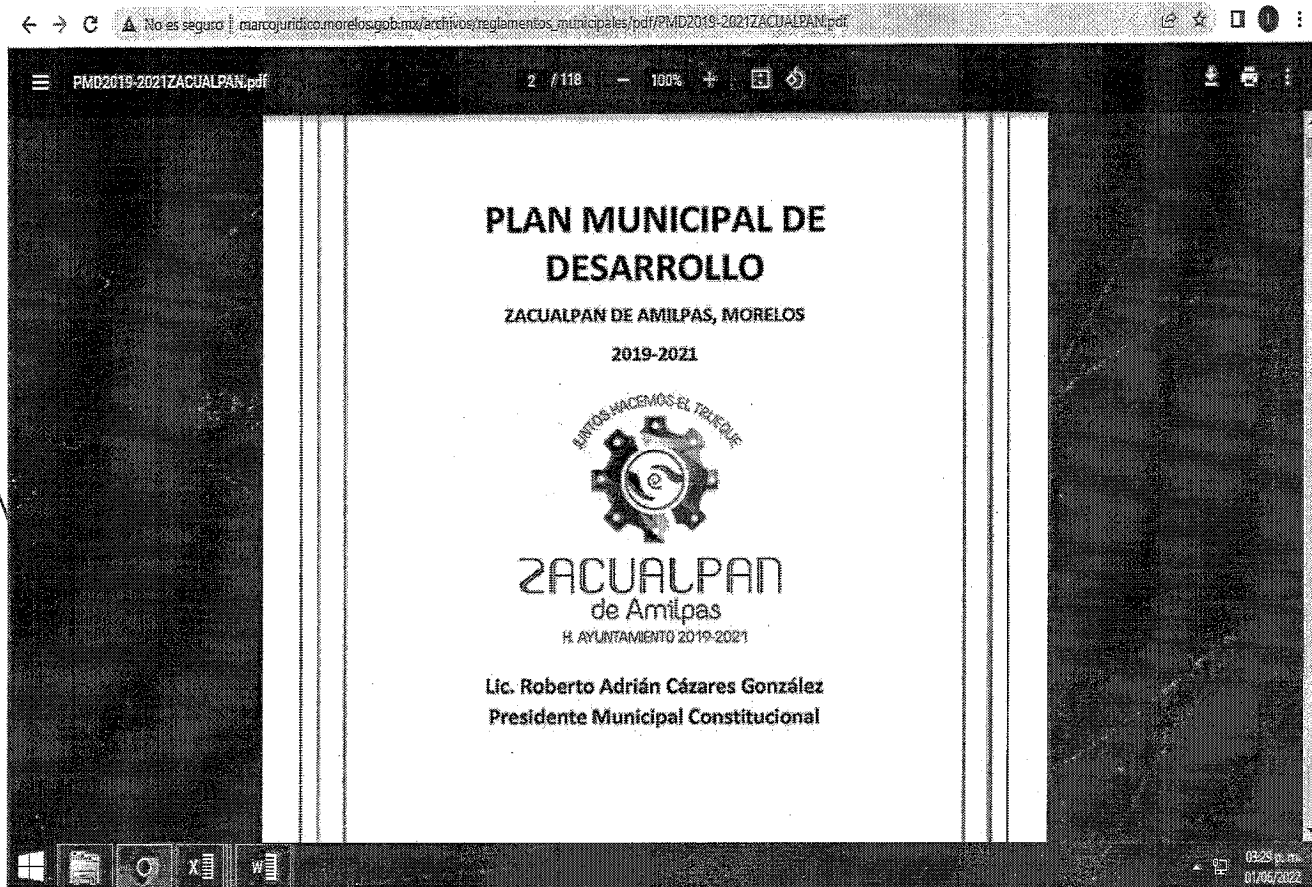 No es seguro | marcojuridico.morelos.gob.mx/archivos/reglamentos_municipales/pdf/PMD2019-2021ZACUALPAN.pdf
PMD2019-2021ZACUALPAN.pdf
2 / 118
100%
PLAN MUNICIPAL DE
DESARROLLO
ZACUALPAN DE AMILPAS, MORELOS
2019-2021
JUNTOS HACEMOS EL TRUEQUE
ZACUALPAN
de Amilpas
H. AYUNTAMIENTO 2019-2021
Lic. Roberto Adrián Cázares González
Presidente Municipal Constitucional
03:29 p. m.
01/06/2022